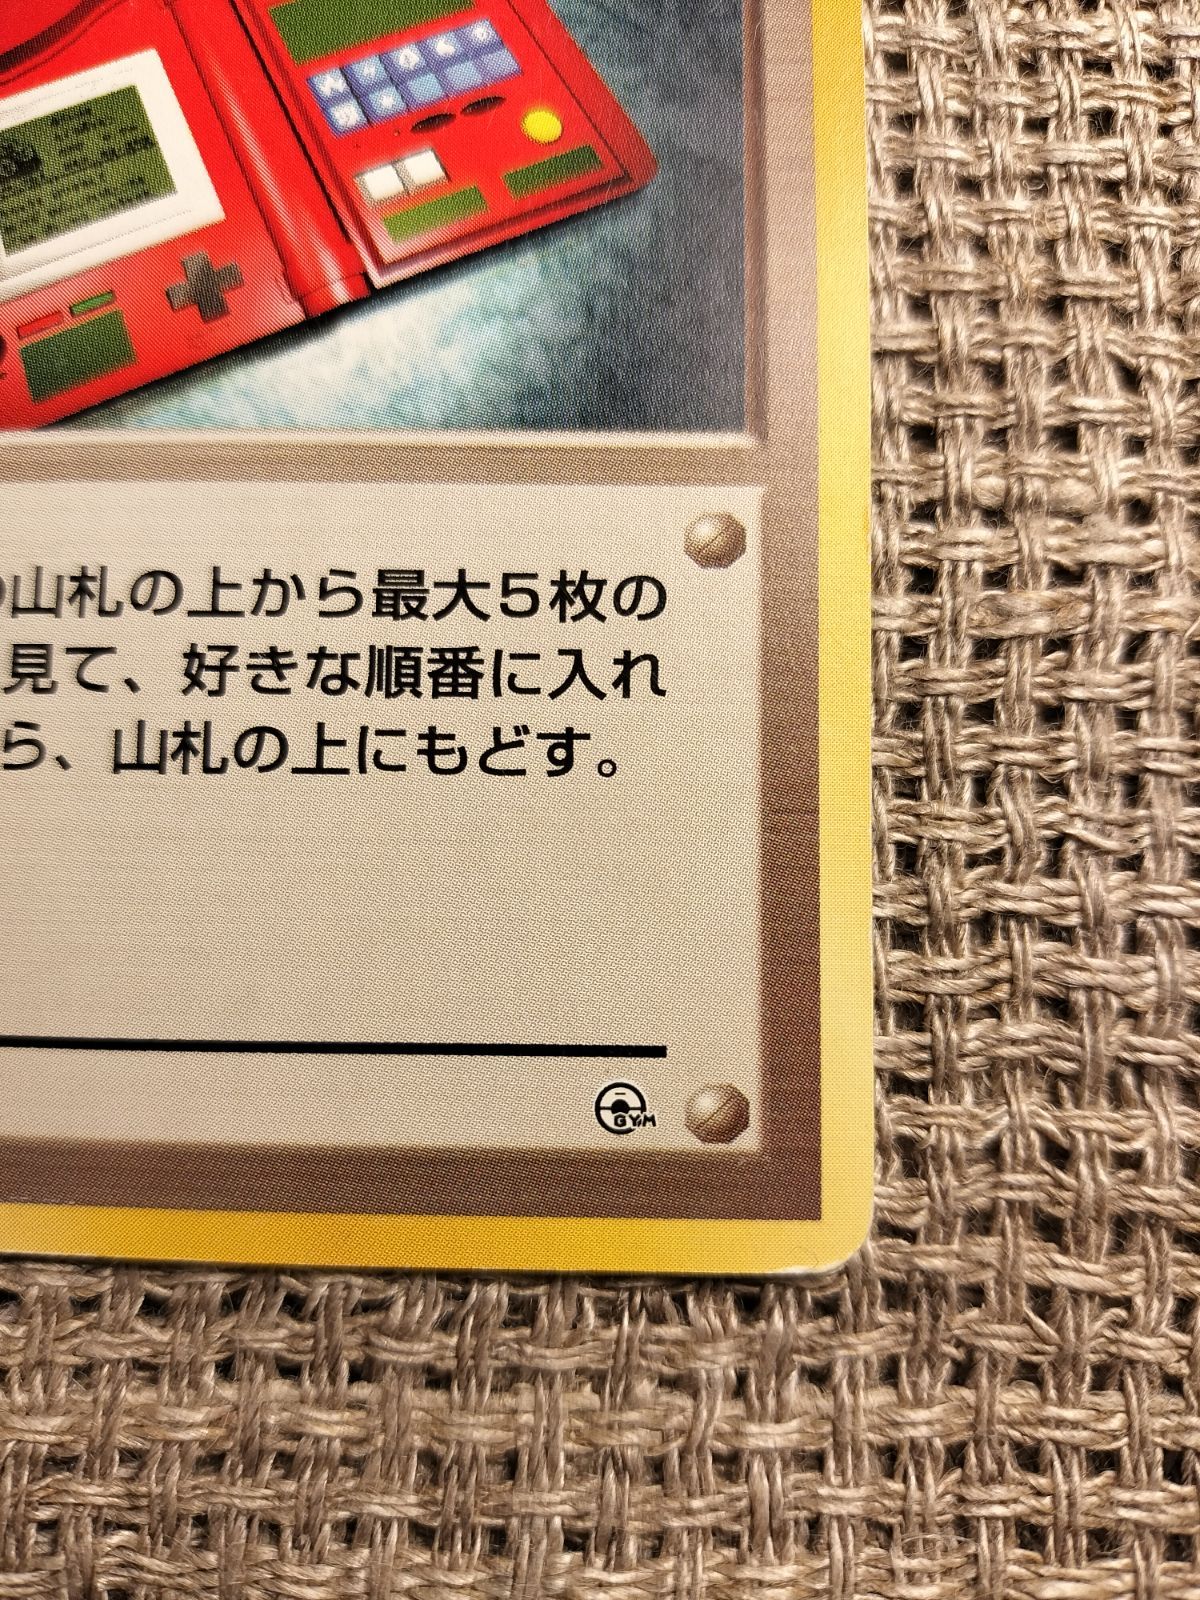 の山札の上から最大5枚の
見て、好きな順番に入れ
ら、山札の上にもどす。
GYM